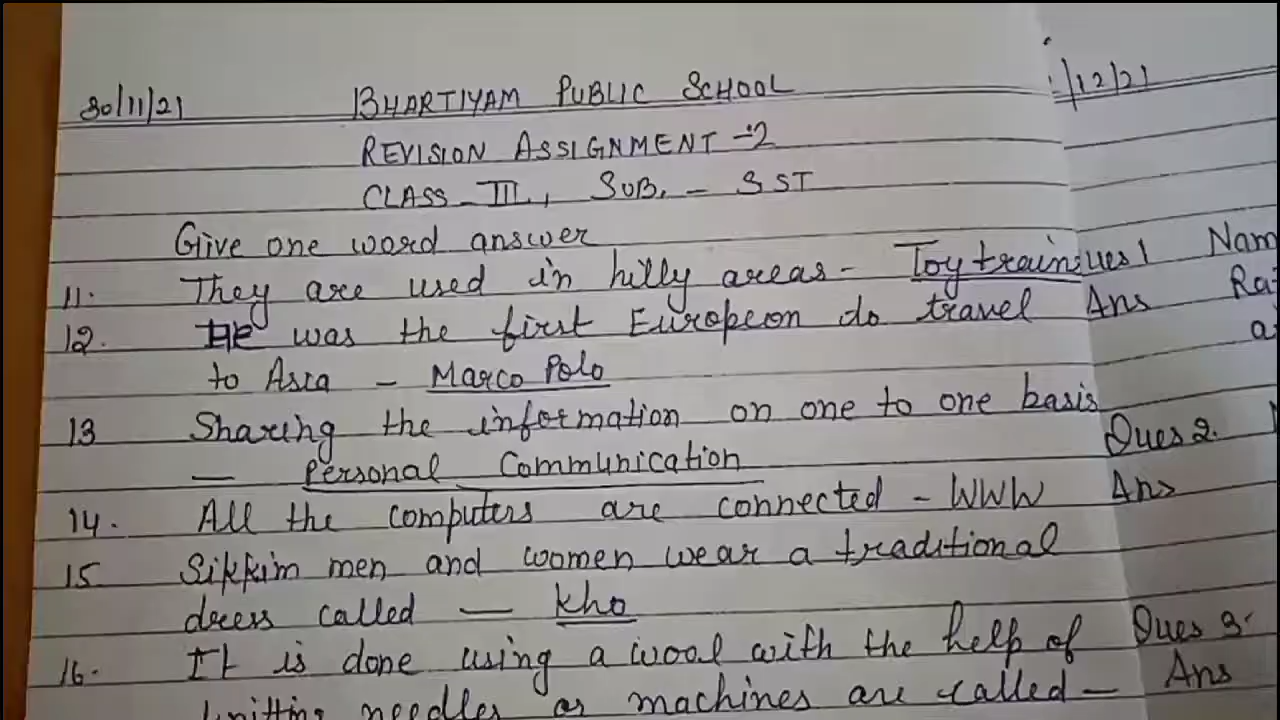 30/11/21 BHARTIYAM PUBLIC SCHOOL
REVISION ASSIGNMENT -2
CLASS - III, SUB. - SST
Give one word answer
11. They are used in hilly areas - Toy train
12. He was the first Europeon do travel
to Asia - Marco Polo
13 Sharing the information on one to one basis
- Personal Communication
14. All the computers are connected - WWW
15 Sikkim men and women wear a traditional
dress called - Kho
16. It is done using a wool with the help of
knitting needles or machines are called -
/12/21
ues 1 Nam
Ans Ra
Ques 2.
Ans
Ques 3.
Ans